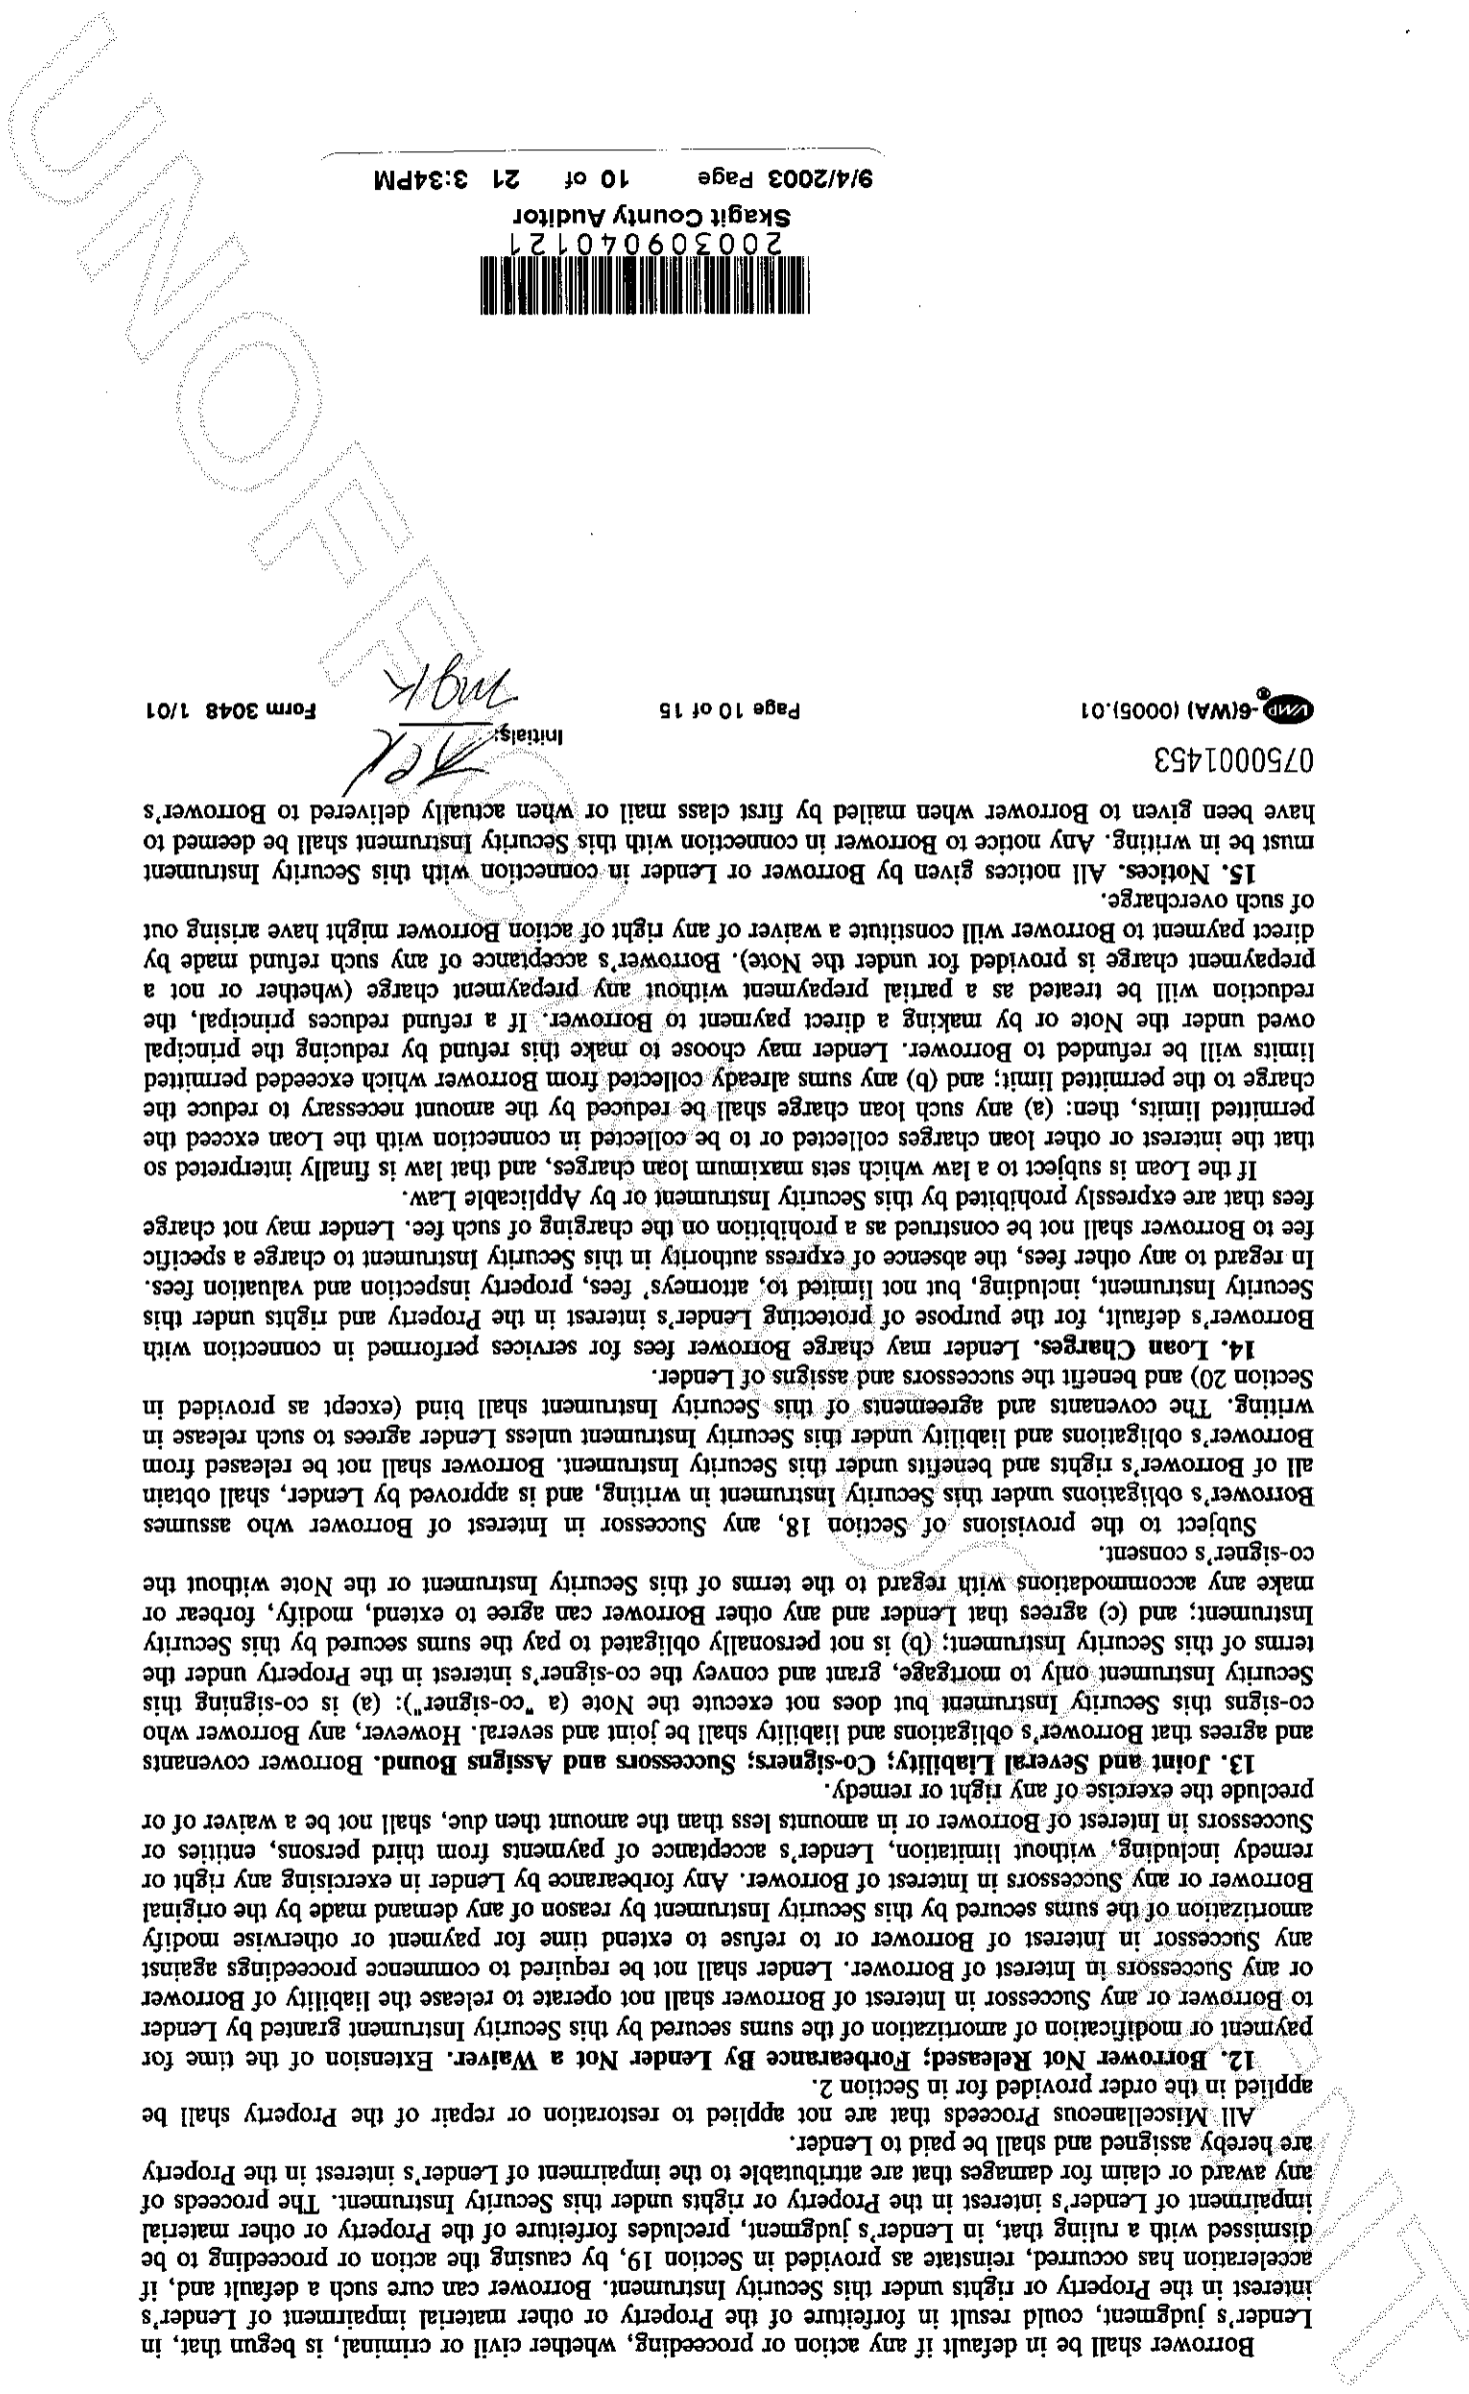 Borrower shall be in default if any action or proceeding, whether civil or criminal, is begun that, in
Lender's judgment, could result in forfeiture of the Property or other material impairment of Lender's
interest in the Property or rights under this Security Instrument. Borrower can cure such a default and, if
acceleration has occurred, reinstate as provided in Section 19, by causing the action or proceeding to be
dismissed with a ruling that, in Lender's judgment, precludes forfeiture of the Property or other material
impairment of Lender's interest in the Property or rights under this Security Instrument. The proceeds of
any award or claim for damages that are attributable to the impairment of Lender's interest in the Property
are hereby assigned and shall be paid to Lender.
All Miscellaneous Proceeds that are not applied to restoration or repair of the Property shall be
applied in the order provided for in Section 2.
12. Borrower Not Released; Forbearance By Lender Not a Waiver. Extension of the time for
payment or modification of amortization of the sums secured by this Security Instrument granted by Lender
to Borrower or any Successor in Interest of Borrower shall not operate to release the liability of Borrower
or any Successors in Interest of Borrower. Lender shall not be required to commence proceedings against
any Successor in Interest of Borrower or to refuse to extend time for payment or otherwise modify
amortization of the sums secured by this Security Instrument by reason of any demand made by the original
Borrower or any Successors in Interest of Borrower. Any forbearance by Lender in exercising any right or
remedy including, without limitation, Lender's acceptance of payments from third persons, entities or
Successors in Interest of Borrower or in amounts less than the amount then due, shall not be a waiver of or
preclude the exercise of any right or remedy.
13. Joint and Several Liability; Co-signers; Successors and Assigns Bound. Borrower covenants
and agrees that Borrower's obligations and liability shall be joint and several. However, any Borrower who
co-signs this Security Instrument but does not execute the Note (a "co-signer"): (a) is co-signing this
Security Instrument only to mortgage, grant and convey the co-signer's interest in the Property under the
terms of this Security Instrument; (b) is not personally obligated to pay the sums secured by this Security
Instrument; and (c) agrees that Lender and any other Borrower can agree to extend, modify, forbear or
make any accommodations with regard to the terms of this Security Instrument or the Note without the
co-signer's consent.
Subject to the provisions of Section 18, any Successor in Interest of Borrower who assumes
Borrower's obligations under this Security Instrument in writing, and is approved by Lender, shall obtain
all of Borrower's rights and benefits under this Security Instrument. Borrower shall not be released from
Borrower's obligations and liability under this Security Instrument unless Lender agrees to such release in
writing. The covenants and agreements of this Security Instrument shall bind (except as provided in
Section 20) and benefit the successors and assigns of Lender.
14. Loan Charges. Lender may charge Borrower fees for services performed in connection with
Borrower's default, for the purpose of protecting Lender's interest in the Property and rights under this
Security Instrument, including, but not limited to, attorneys' fees, property inspection and valuation fees.
In regard to any other fees, the absence of express authority in this Security Instrument to charge a specific
fee to Borrower shall not be construed as a prohibition on the charging of such fee. Lender may not charge
fees that are expressly prohibited by this Security Instrument or by Applicable Law.
If the Loan is subject to a law which sets maximum loan charges, and that law is finally interpreted so
that the interest or other loan charges collected or to be collected in connection with the Loan exceed the
permitted limits, then: (a) any such loan charge shall be reduced by the amount necessary to reduce the
charge to the permitted limit; and (b) any sums already collected from Borrower which exceeded permitted
limits will be refunded to Borrower. Lender may choose to make this refund by reducing the principal
owed under the Note or by making a direct payment to Borrower. If a refund reduces principal, the
reduction will be treated as a partial prepayment without any prepayment charge (whether or not a
prepayment charge is provided for under the Note). Borrower's acceptance of any such refund made by
direct payment to Borrower will constitute a waiver of any right of action Borrower might have arising out
of such overcharge.
15. Notices. All notices given by Borrower or Lender in connection with this Security Instrument
must be in writing. Any notice to Borrower in connection with this Security Instrument shall be deemed to
have been given to Borrower when mailed by first class mail or when actually delivered to Borrower's
0750001453
Initials:
VMP®-6(WA) (0005).01 Page 10 of 15 mgk Form 3048 1/01
200309040121
Skagit County Auditor
9/4/2003 Page 10 of 21 3:34PM
UNOFFICIAL DOCUMENT